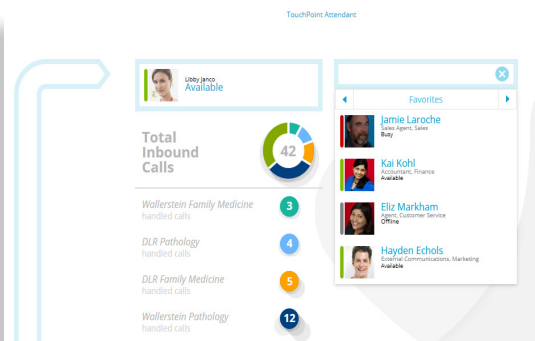 TouchPoint Attendant
Libby Janco
Available
Total
Inbound
Calls
42
Wallerstein Family Medicine
handled calls
3
DLR Pathology
handled calls
4
DLR Family Medicine
handled calls
5
Wallerstein Pathology
handled calls
12
Favorites
Jamie Laroche
Sales Agent, Sales
Busy
Kai Kohl
Accountant, Finance
Available
Eliz Markham
Agent, Customer Service
Offline
Hayden Echols
External Communications, Marketing
Available